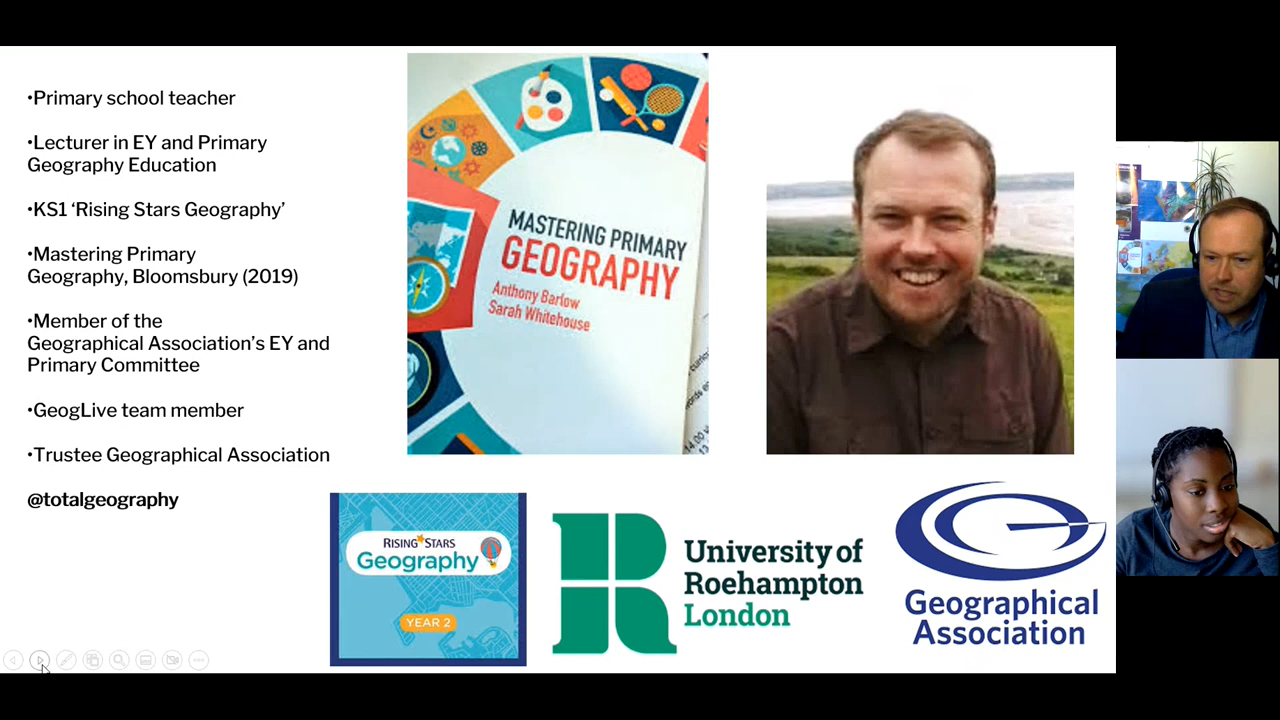 •Primary school teacher
•Lecturer in EY and Primary
Geography Education
•KS1 ‘Rising Stars Geography’
•Mastering Primary
Geography, Bloomsbury (2019)
•Member of the
Geographical Association’s EY and
Primary Committee
•GeogLive team member
•Trustee Geographical Association
@totalgeography
MASTERING PRIMARY
GEOGRAPHY
Anthony Barlow
Sarah Whitehouse
RISING STARS
Geography
YEAR 2
University of
Roehampton
London
Geographical
Association